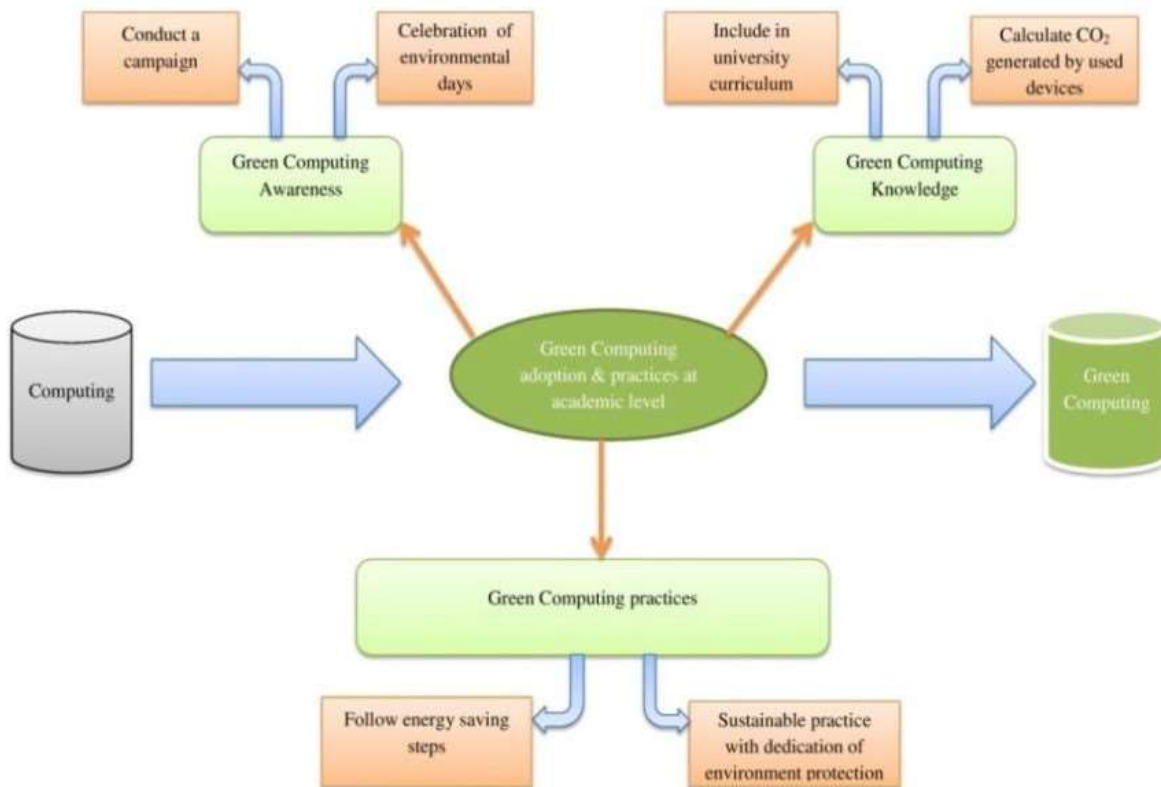 Conduct a
campaign
Celebration of
environmental
days
Include in
university
curriculum
Calculate CO₂
generated by used
devices
Green Computing
Awareness
Green Computing
Knowledge
Computing
Green Computing
adoption & practices at
academic level
Green
Computing
Green Computing practices
Follow energy saving
steps
Sustainable practice
with dedication of
environment protection